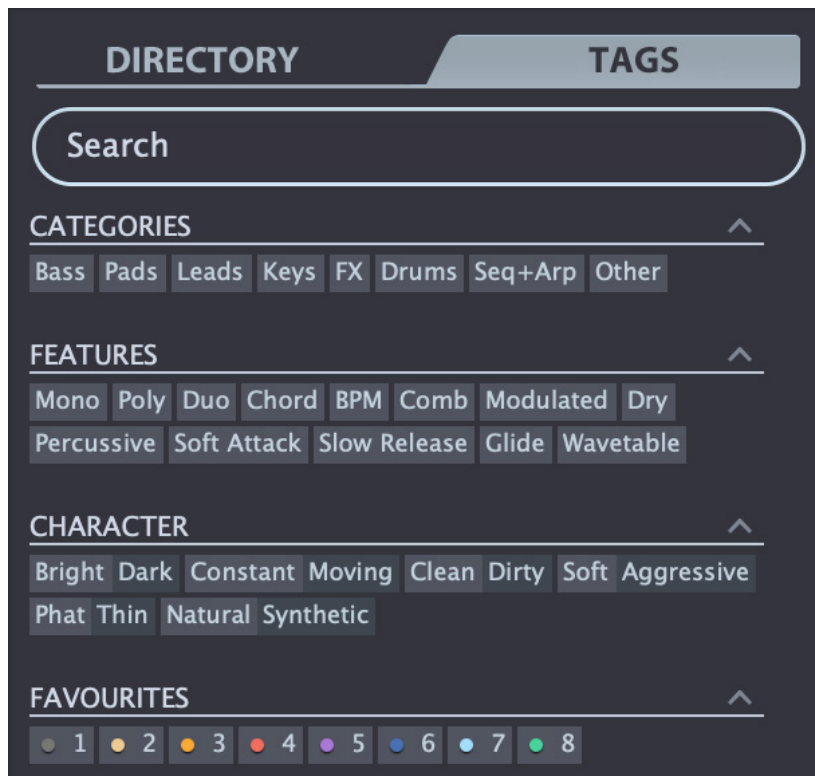 DIRECTORY TAGS
Search
CATEGORIES
Bass Pads Leads Keys FX Drums Seq+Arp Other
FEATURES
Mono Poly Duo Chord BPM Comb Modulated Dry
Percussive Soft Attack Slow Release Glide Wavetable
CHARACTER
Bright Dark Constant Moving Clean Dirty Soft Aggressive
Phat Thin Natural Synthetic
FAVOURITES
1 2 3 4 5 6 7 8